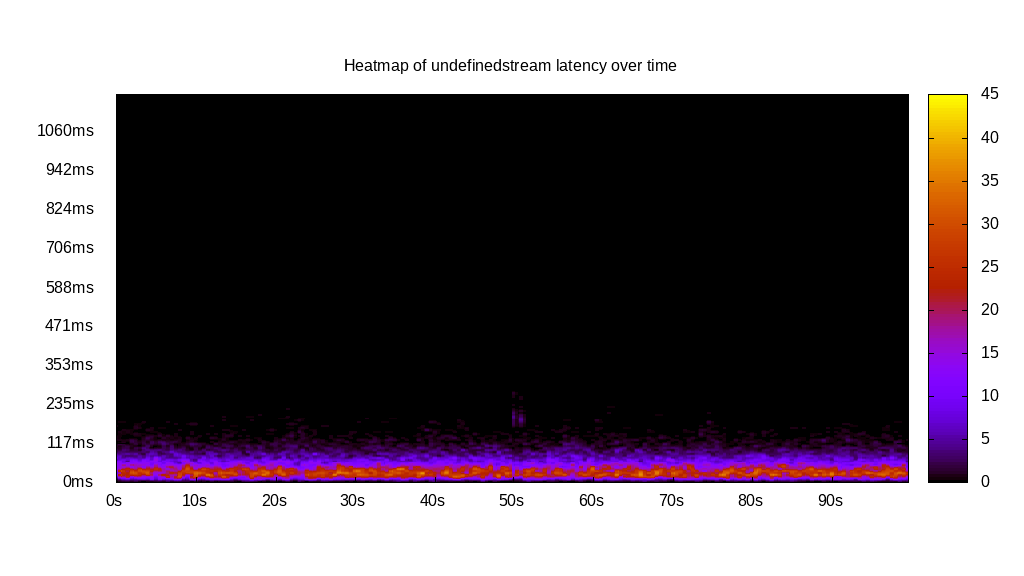 Heatmap of undefinedstream latency over time
1060ms
942ms
824ms
706ms
588ms
471ms
353ms
235ms
117ms
0ms
0s 10s 20s 30s 40s 50s 60s 70s 80s 90s
45
40
35
30
25
20
15
10
5
0